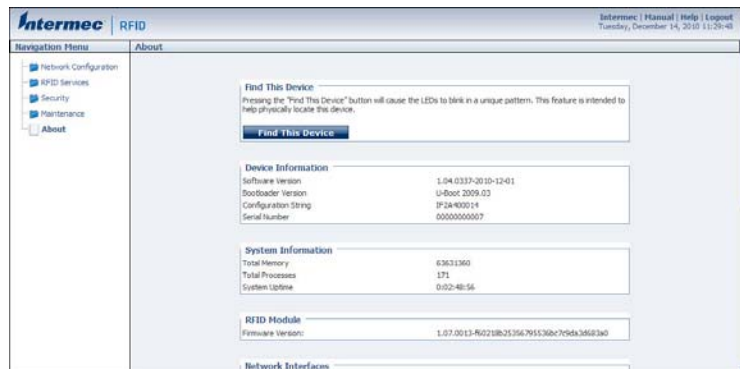 Intermec | RFID
Intermec | Manual | Help | Logout
Tuesday, December 14, 2010 11:29:48
Navigation Menu
About
Network Configuration
RFID Services
Security
Maintenance
About
Find This Device
Pressing the "Find This Device" button will cause the LEDs to blink in a unique pattern. This feature is intended to
help physically locate this device.
Find This Device
Device Information
Software Version 1.04.0337-2010-12-01
Bootloader Version U-Boot 2009.03
Configuration String IF2A400014
Serial Number 00000000007
System Information
Total Memory 63631360
Total Processes 171
System Uptime 0:02:48:56
RFID Module
Firmware Version:
Network Interfaces